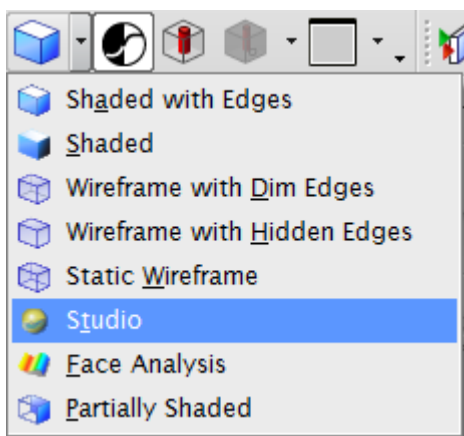 Shaded with Edges
Shaded
Wireframe with Dim Edges
Wireframe with Hidden Edges
Static Wireframe
Studio
Face Analysis
Partially Shaded